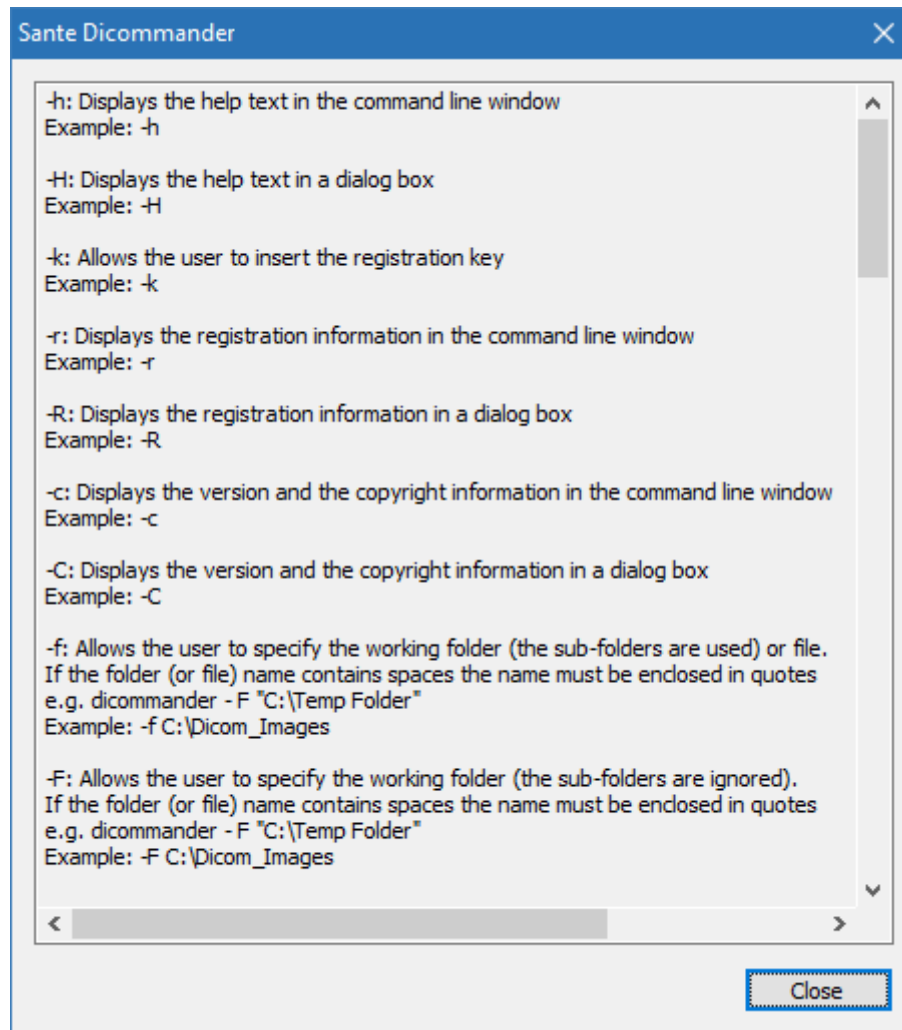 Sante Dicommander
-h: Displays the help text in the command line window
Example: -h
-H: Displays the help text in a dialog box
Example: -H
-k: Allows the user to insert the registration key
Example: -k
-r: Displays the registration information in the command line window
Example: -r
-R: Displays the registration information in a dialog box
Example: -R
-c: Displays the version and the copyright information in the command line window
Example: -c
-C: Displays the version and the copyright information in a dialog box
Example: -C
-f: Allows the user to specify the working folder (the sub-folders are used) or file.
If the folder (or file) name contains spaces the name must be enclosed in quotes
e.g. dicommander - F "C:\Temp Folder"
Example: -f C:\Dicom_Images
-F: Allows the user to specify the working folder (the sub-folders are ignored).
If the folder (or file) name contains spaces the name must be enclosed in quotes
e.g. dicommander - F "C:\Temp Folder"
Example: -F C:\Dicom_Images
Close